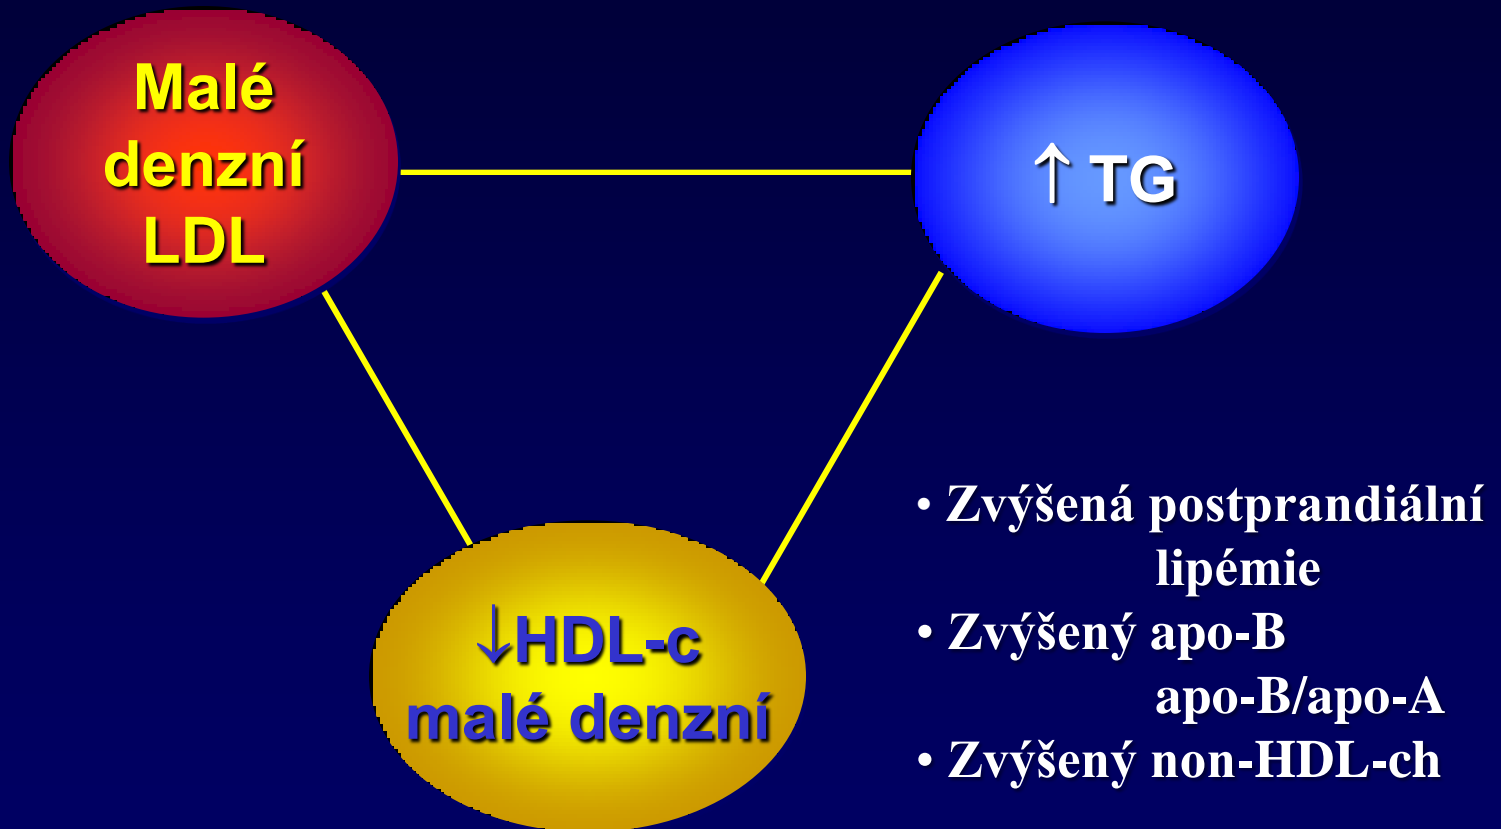 Malé
denzní
LDL
↑ TG
↓HDL-c
malé denzní
• Zvýšená postprandiální
lipémie
• Zvýšený apo-B
apo-B/apo-A
• Zvýšený non-HDL-ch